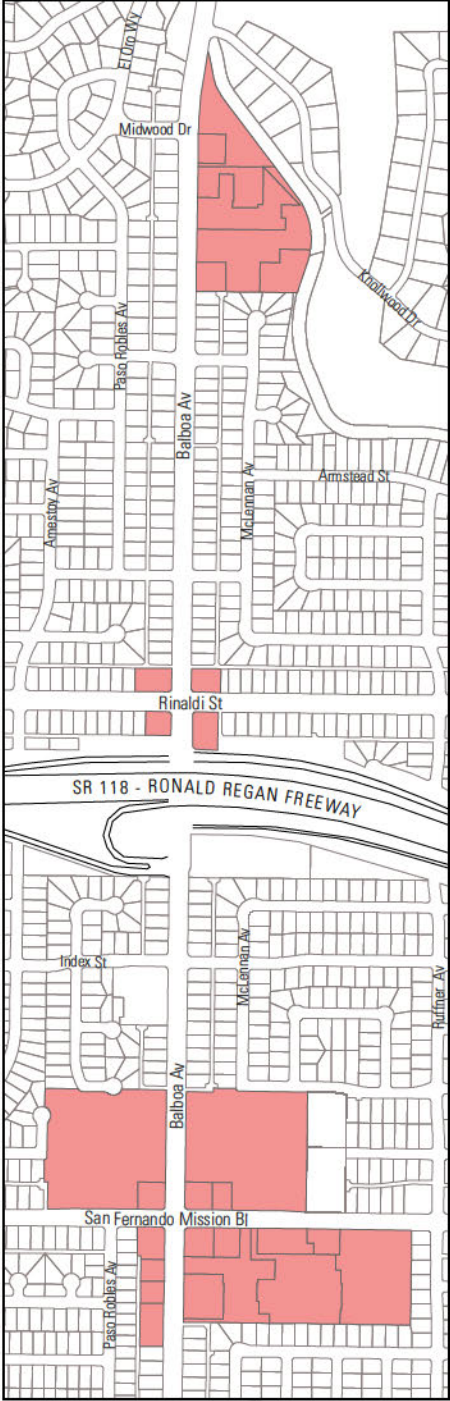 El Oro Wy
Midwood Dr
Knollwood Dr
Paso Robles Av
Balboa Av
McLennan Av
Armstead St
Amestoy Av
Rinaldi St
SR 118 - RONALD REGAN FREEWAY
McLennan Av
Index St
Ruffner Av
Balboa Av
San Fernando Mission Bl
Paso Robles Av